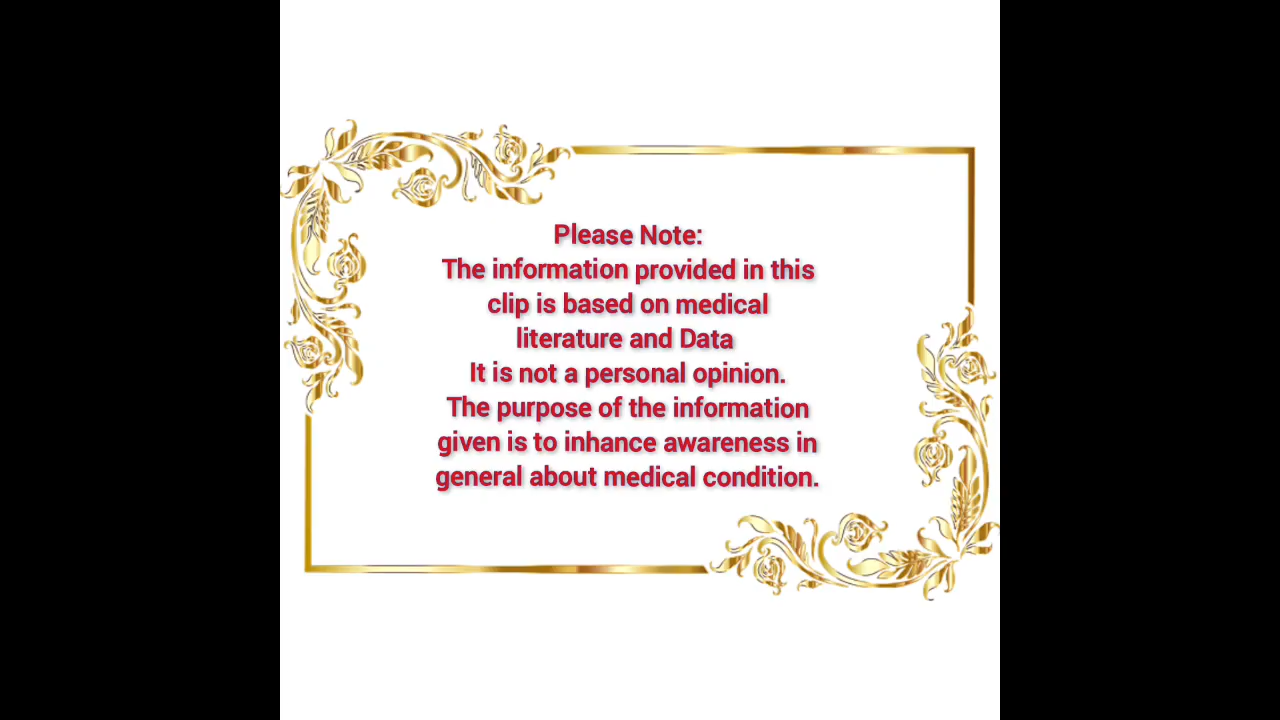 Please Note:
The information provided in this
clip is based on medical
literature and Data
It is not a personal opinion.
The purpose of the information
given is to inhance awareness in
general about medical condition.